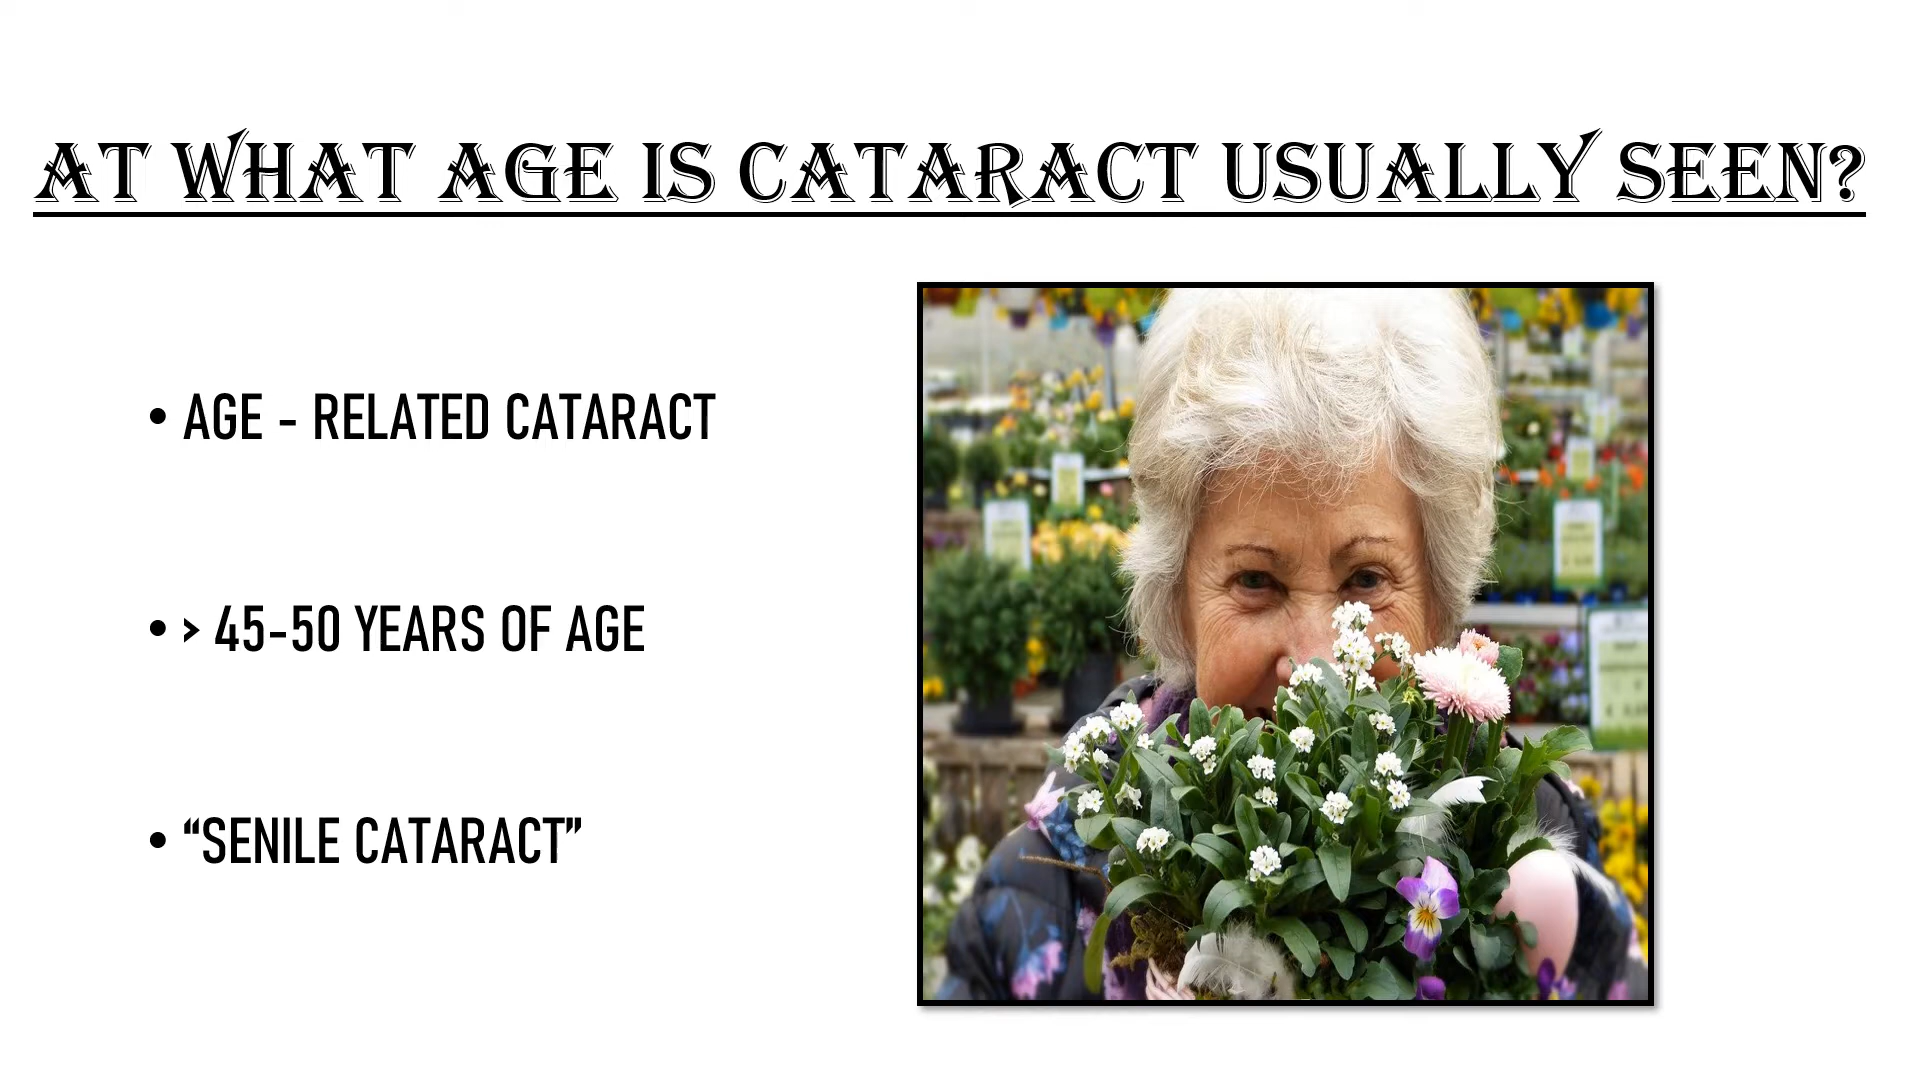 AT WHAT AGE IS CATARACT USUALLY SEEN?
• AGE - RELATED CATARACT
• > 45-50 YEARS OF AGE
• “SENILE CATARACT”